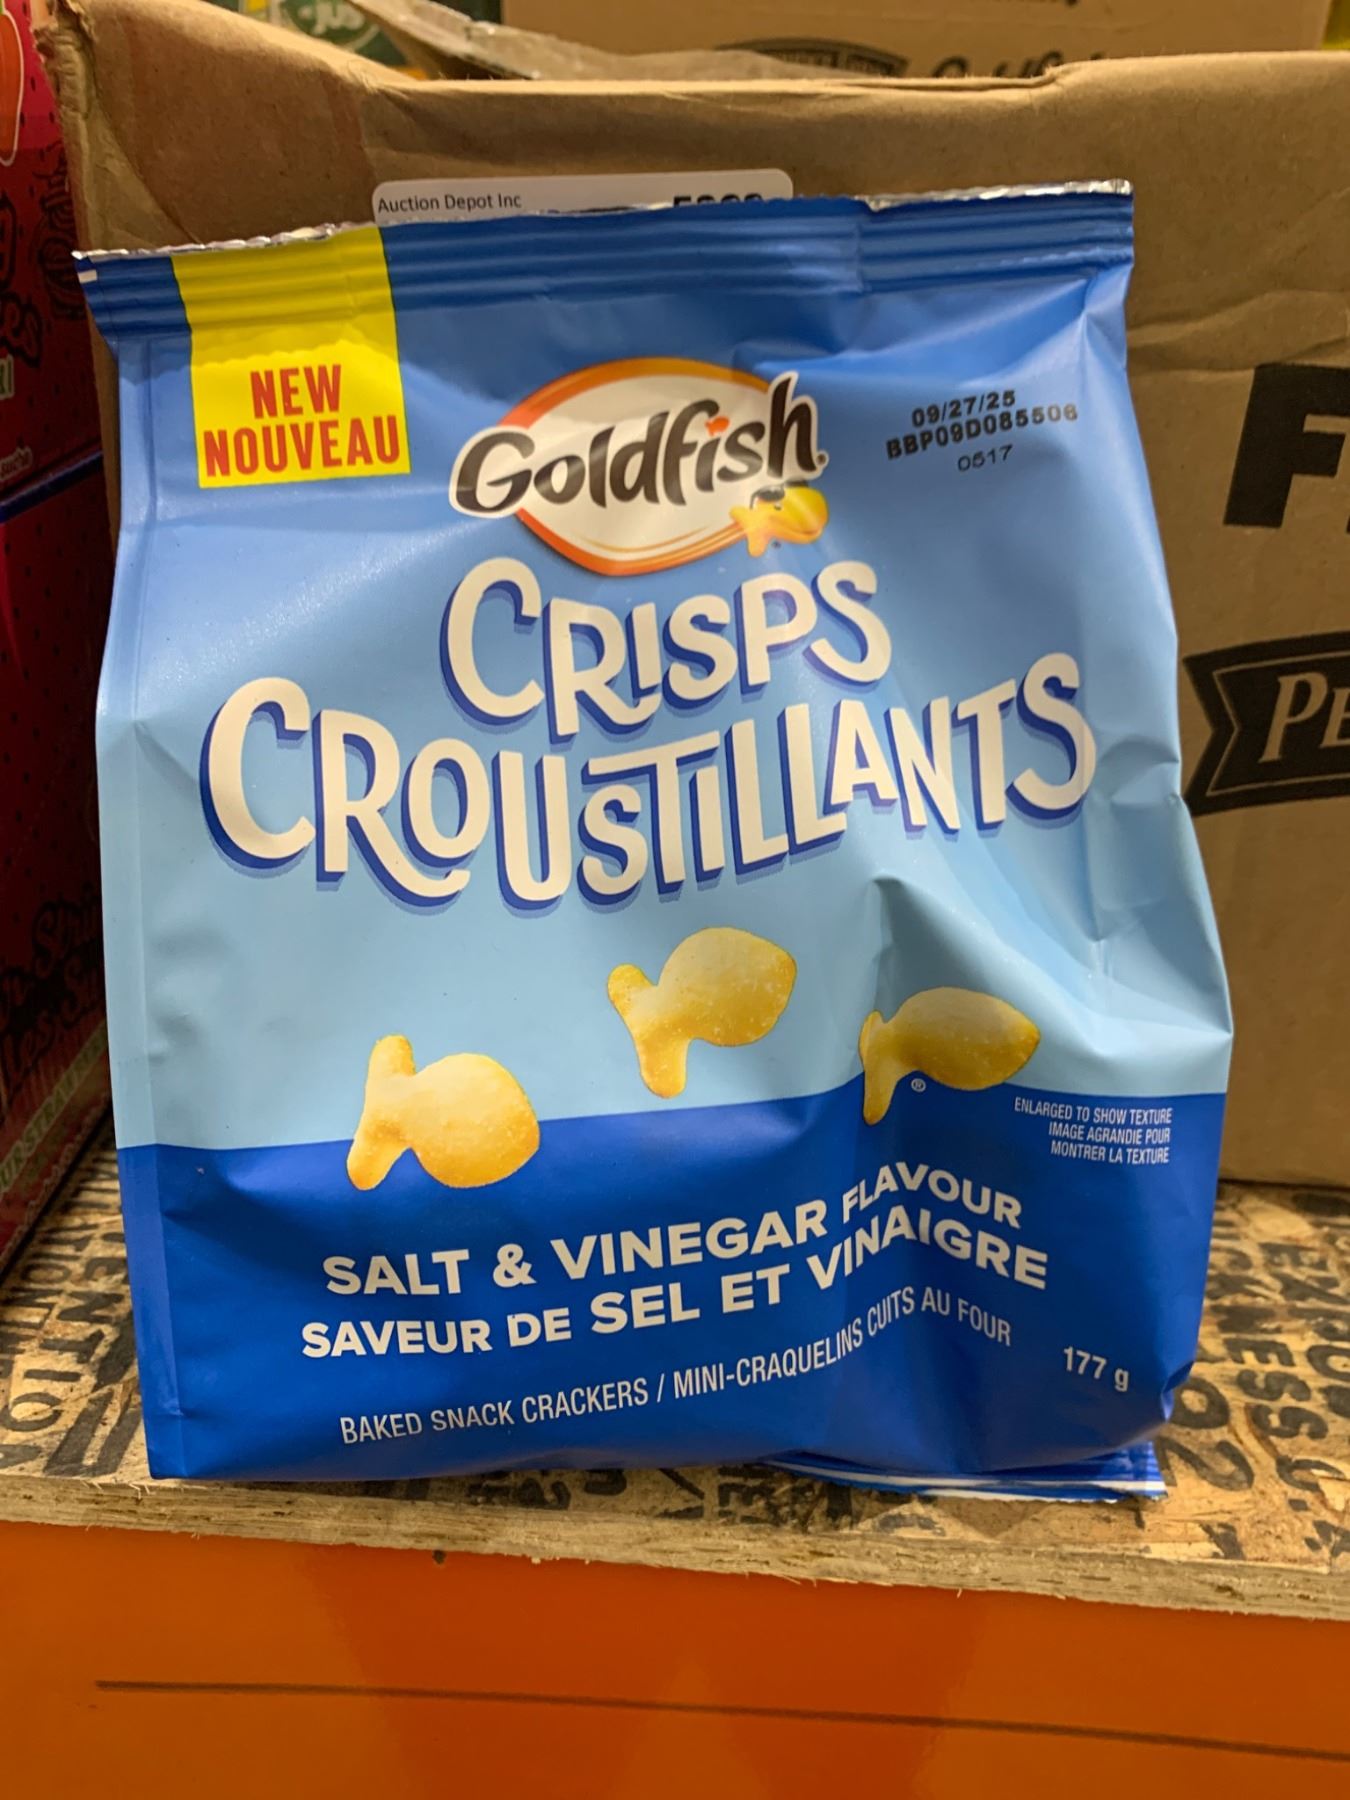 Auction Depot Inc
NEW
NOUVEAU
Goldfish
09/27/25
BBP09D085506
0517
CRISPS
CROUSTILLANTS
ENLARGED TO SHOW TEXTURE
IMAGE AGRANDIE POUR
MONTRER LA TEXTURE
SALT & VINEGAR FLAVOUR
SAVEUR DE SEL ET VINAIGRE
BAKED SNACK CRACKERS / MINI-CRAQUELINS CUITS AU FOUR
177 g